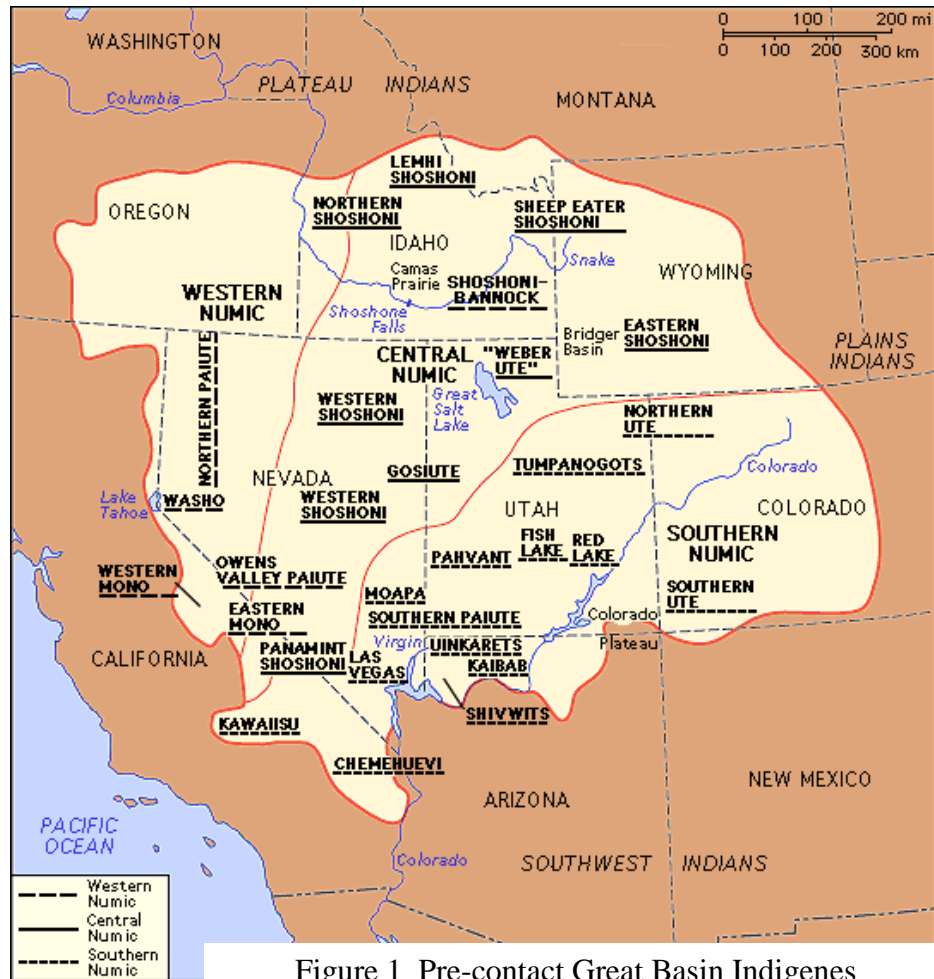 0 100 200 mi
0 100 200 300 km
WASHINGTON
PLATEAU INDIANS
Columbia
MONTANA
LEMHI
SHOSHONI
NORTHERN
SHOSHONI
SHEEP EATER
SHOSHONI
OREGON
IDAHO
Snake
Camas
Prairie
SHOSHONI-
BANNOCK
WYOMING
WESTERN
NUMIC
Shoshone
Falls
Bridger
Basin
EASTERN
SHOSHONI
PLAINS
INDIANS
CENTRAL
NUMIC
"WEBER
UTE"
NORTHERN PAIUTE
WESTERN
SHOSHONI
Great
Salt
Lake
NORTHERN
UTE
GOSIUTE
TUMPANOGOTS
Colorado
NEVADA
Lake
Tahoe
WASHO
WESTERN
SHOSHONI
UTAH
COLORADO
FISH
LAKE
RED
LAKE
SOUTHERN
NUMIC
PAHVANT
OWENS
VALLEY PAIUTE
WESTERN
MONO
MOAPA
SOUTHERN
UTE
EASTERN
MONO
SOUTHERN PAIUTE
Colorado
Plateau
Virgin
UINKARETS
CALIFORNIA
PANAMINT
SHOSHONI
LAS
VEGAS
KAIBAB
SHIVWITS
KAWAIISU
CHEMEHUEVI
NEW MEXICO
ARIZONA
PACIFIC
OCEAN
Colorado
SOUTHWEST INDIANS
Western
Numic
Central
Numic
Southern
Numic
Figure 1. Pre-contact Great Basin Indigenes